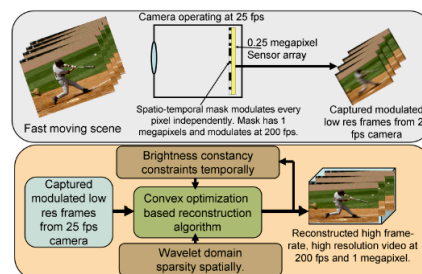 Camera operating at 25 fps
0.25 megapixel
Sensor array
Spatio-temporal mask modulates every
pixel independently. Mask has 1
megapixels and modulates at 200 fps.
Fast moving scene
Captured modulated
low res frames from 2
fps camera
Brightness constancy
constraints temporally
Captured
modulated low
res frames
from 25 fps
camera
Convex optimization
based reconstruction
algorithm
Wavelet domain
sparsity spatially.
Reconstructed high frame-
rate, high resolution video at
200 fps and 1 megapixel.